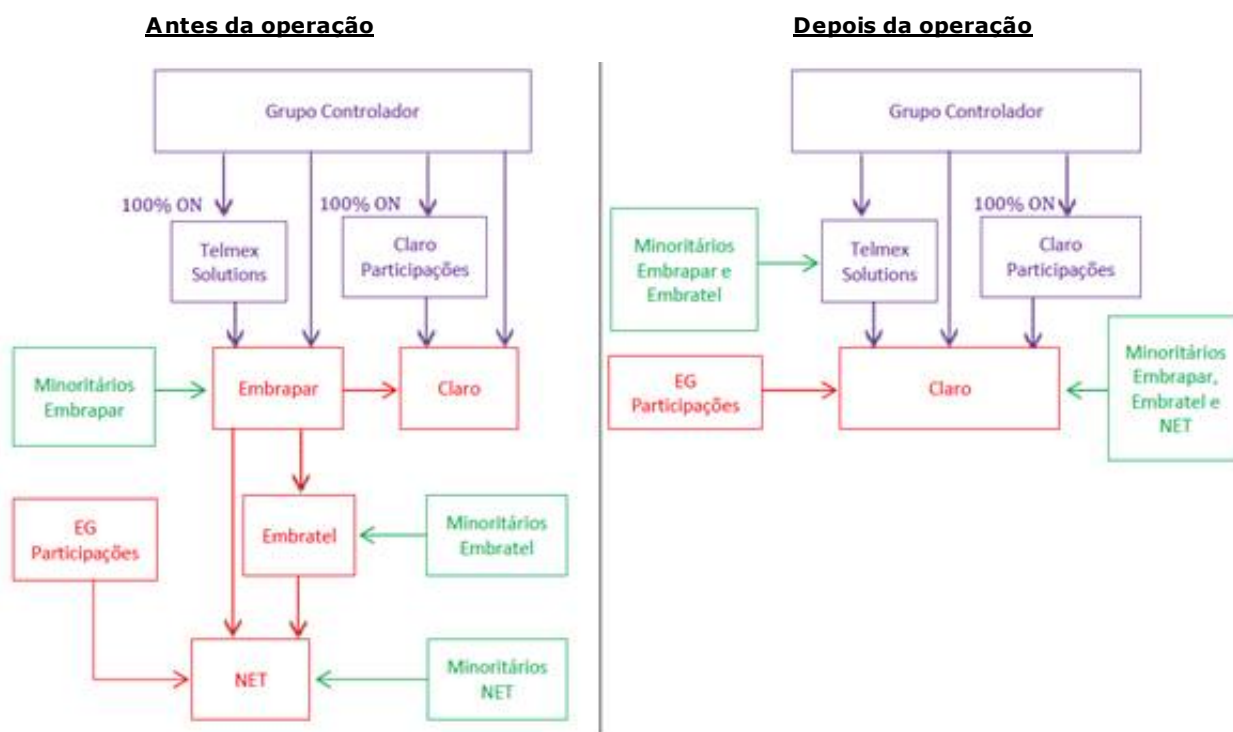 Antes da operação
Grupo Controlador
100% ON
100% ON
Telmex
Solutions
Claro
Participações
Minoritários
Embrapar
Embrapar
Claro
EG
Participações
Embratel
Minoritários
Embratel
NET
Minoritários
NET
Depois da operação
Grupo Controlador
100% ON
Minoritários
Embrapar e
Embratel
Telmex
Solutions
Claro
Participações
EG
Participações
Claro
Minoritários
Embrapar,
Embratel e
NET